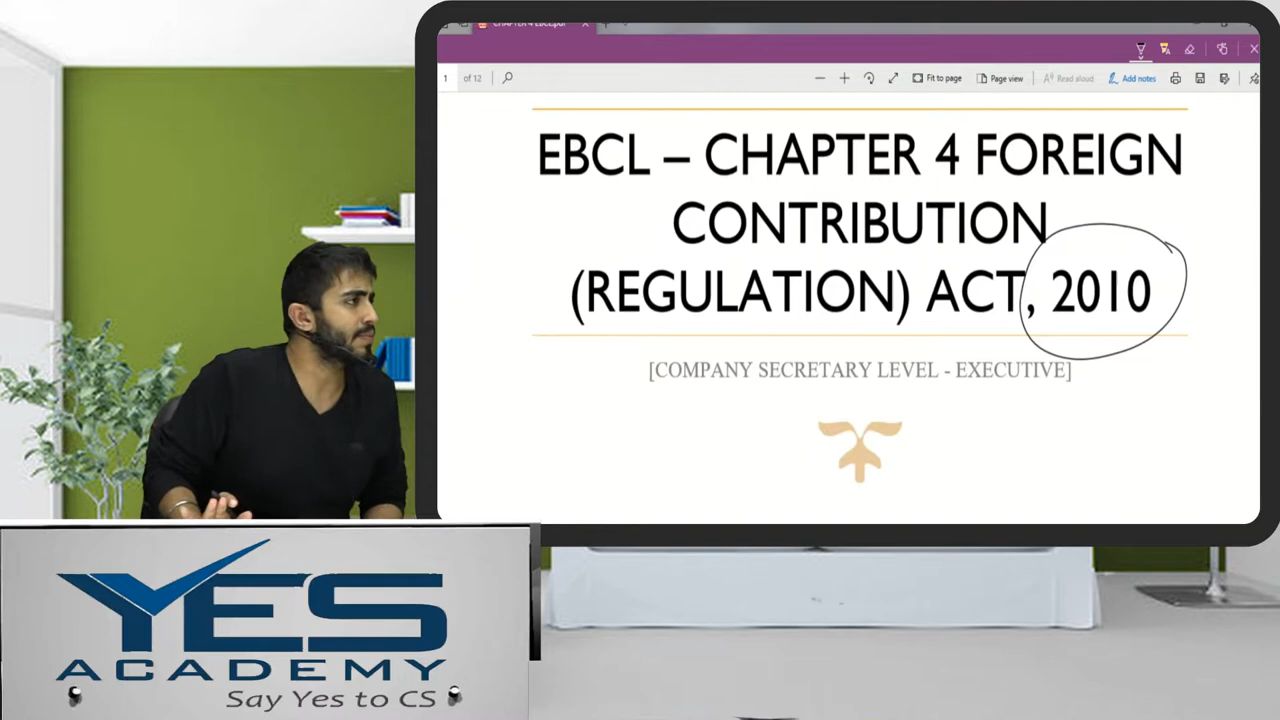 1
of 12
Fit to page
Page view
Read aloud
Add notes
EBCL – CHAPTER 4 FOREIGN
CONTRIBUTION
(REGULATION) ACT, 2010
[COMPANY SECRETARY LEVEL - EXECUTIVE]
YES
ACADEMY
Say Yes to CS